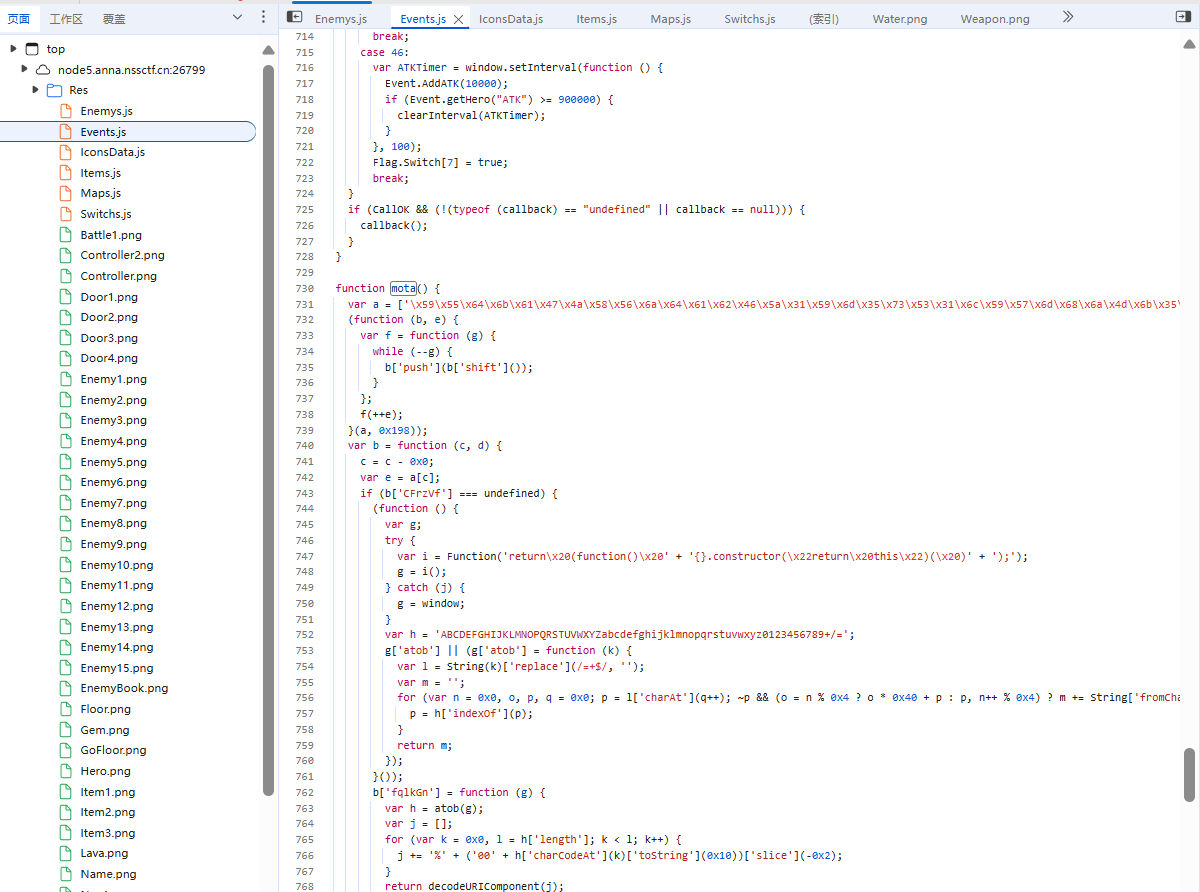 页面 工作区 覆盖
Enemys.js Events.js IconsData.js Items.js Maps.js Switchs.js (索引) Water.png Weapon.png
top
node5.anna.nssctf.cn:26799
Res
Enemys.js
Events.js
IconsData.js
Items.js
Maps.js
Switchs.js
Battle1.png
Controller2.png
Controller.png
Door1.png
Door2.png
Door3.png
Door4.png
Enemy1.png
Enemy2.png
Enemy3.png
Enemy4.png
Enemy5.png
Enemy6.png
Enemy7.png
Enemy8.png
Enemy9.png
Enemy10.png
Enemy11.png
Enemy12.png
Enemy13.png
Enemy14.png
Enemy15.png
EnemyBook.png
Floor.png
Gem.png
GoFloor.png
Hero.png
Item1.png
Item2.png
Item3.png
Lava.png
Name.png
714 break;
715 case 46:
716 var ATKTimer = window.setInterval(function () {
717 Event.AddATK(10000);
718 if (Event.getHero("ATK") >= 900000) {
719 clearInterval(ATKTimer);
720 }
721 }, 100);
722 Flag.Switch[7] = true;
723 break;
724 }
725 if (CallOK && (!(typeof (callback) == "undefined" || callback == null))) {
726 callback();
727 }
728 }
729
730 function mota() {
731 var a = ['\x59\x55\x64\x6b\x61\x47\x4a\x58\x56\x6a\x64\x61\x62\x46\x5a\x31\x59\x6d\x35\x73\x53\x31\x6c\x59\x57\x6d\x68\x6a\x4d\x6b\x35\
732 (function (b, e) {
733 var f = function (g) {
734 while (--g) {
735 b['push'](b['shift']());
736 }
737 };
738 f(++e);
739 }(a, 0x198));
740 var b = function (c, d) {
741 c = c - 0x0;
742 var e = a[c];
743 if (b['CFrzVf'] === undefined) {
744 (function () {
745 var g;
746 try {
747 var i = Function('return\x20(function()\x20' + '{}.constructor(\x22return\x20this\x22)(\x20)' + ');');
748 g = i();
749 } catch (j) {
750 g = window;
751 }
752 var h = 'ABCDEFGHIJKLMNOPQRSTUVWXYZabcdefghijklmnopqrstuvwxyz0123456789+/=';
753 g['atob'] || (g['atob'] = function (k) {
754 var l = String(k)['replace'](/=+$/, '');
755 var m = '';
756 for (var n = 0x0, o, p, q = 0x0; p = l['charAt'](q++); ~p && (o = n % 0x4 ? o * 0x40 + p : p, n++ % 0x4) ? m += String['fromCha
757 p = h['indexOf'](p);
758 }
759 return m;
760 });
761 }());
762 b['fqlkGn'] = function (g) {
763 var h = atob(g);
764 var j = [];
765 for (var k = 0x0, l = h['length']; k < l; k++) {
766 j += '%' + ('00' + h['charCodeAt'](k)['toString'](0x10))['slice'](-0x2);
767 }
768 return decodeURIComponent(j);